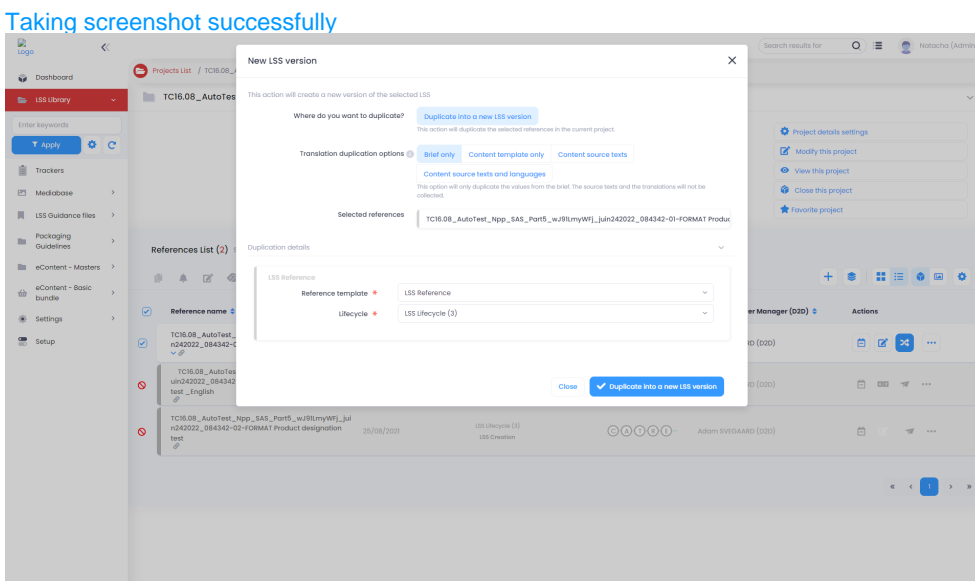 Taking screenshot successfully
Logo
Search results for
Natacha (Admin
Dashboard
LSS Library
Enter keywords
Apply
Trackers
Mediabase
LSS Guidance files
Packaging
Guidelines
eContent - Masters
eContent - Basic
bundle
Settings
Setup
Projects List / TC16.08_
TC16.08_AutoTes
Project details settings
Modify this project
View this project
Close this project
Favorite project
New LSS version
This action will create a new version of the selected LSS
Where do you want to duplicate?
Duplicate into a new LSS version
This action will duplicate the selected references in the current project.
Translation duplication options
Brief only
Content template only
Content source texts
Content source texts and languages
This option will only duplicate the values from the brief. The source texts and the translations will not be
collected.
Selected references
TC16.08_AutoTest_Npp_SAS_Part5_wJ9lLmyWFj_juin242022_084342-01-FORMAT Produc
Duplication details
LSS Reference
Reference template *
LSS Reference
Lifecycle *
LSS Lifecycle (3)
Close
Duplicate into a new LSS version
References List (2)
Reference name
er Manager (D2D)
Actions
TC16.08_AutoTest_
n242022_084342-0
RD (D2D)
TC16.08_AutoTes
uin242022_084342
test _English
RD (D2D)
TC16.08_AutoTest_Npp_SAS_Part5_wJ9lLmyWFj_jui
n242022_084342-02-FORMAT Product designation
test
25/08/2021
LSS Lifecycle (3)
LSS Creation
C A T R E
Adam SVEGAARD (D2D)
« ‹ 1 › »